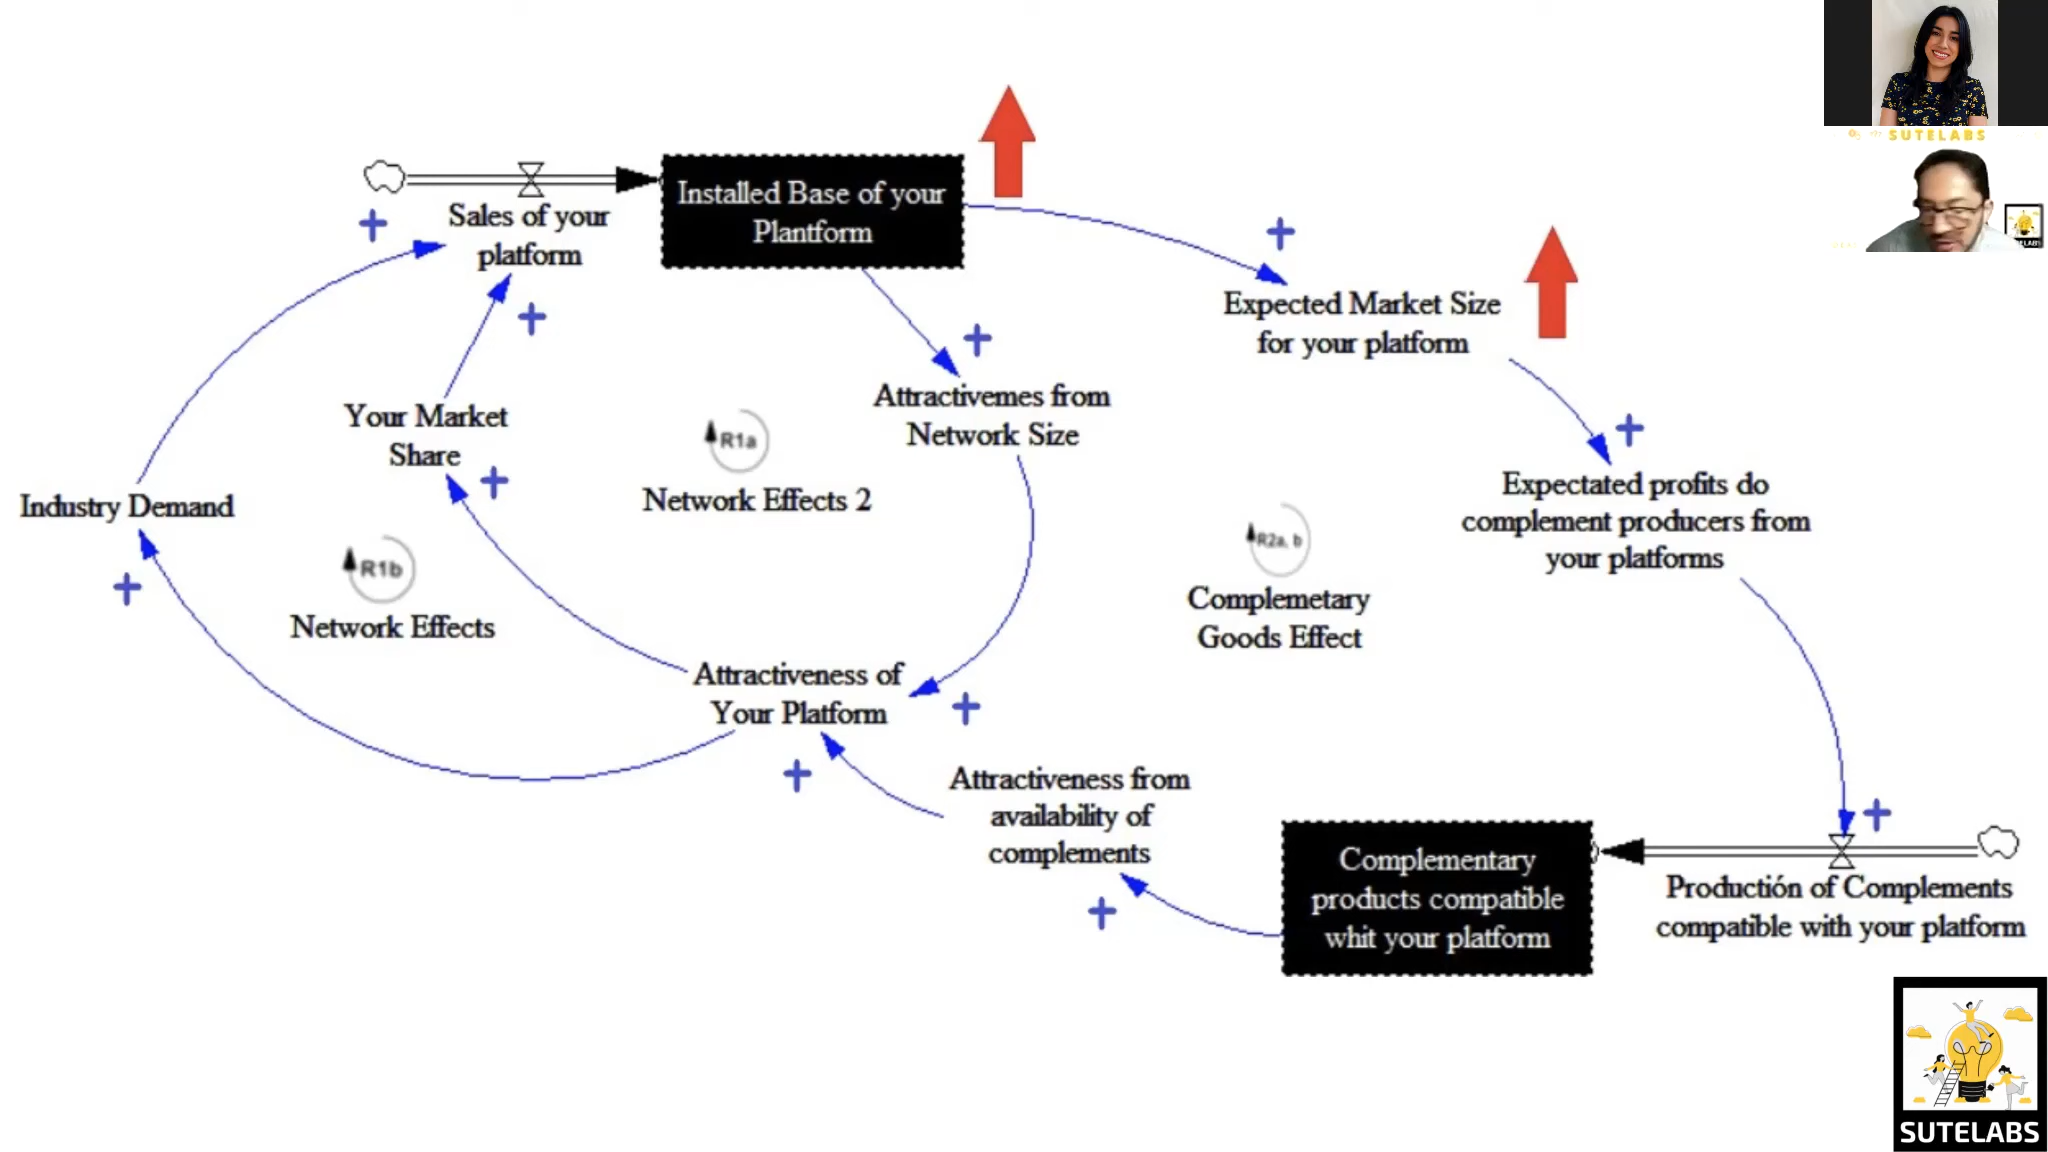 SUTELABS
Installed Base of your
Plantform
Sales of your
platform
Expected Market Size
for your platform
Attractivemes from
Network Size
Your Market
Share
R1a
Network Effects 2
Industry Demand
Expectated profits do
complement producers from
your platforms
R1b
Network Effects
R2a, b
Complemetary
Goods Effect
Attractiveness of
Your Platform
Attractiveness from
availability of
complements
Complementary
products compatible
whit your platform
Productión of Complements
compatible with your platform
SUTELABS